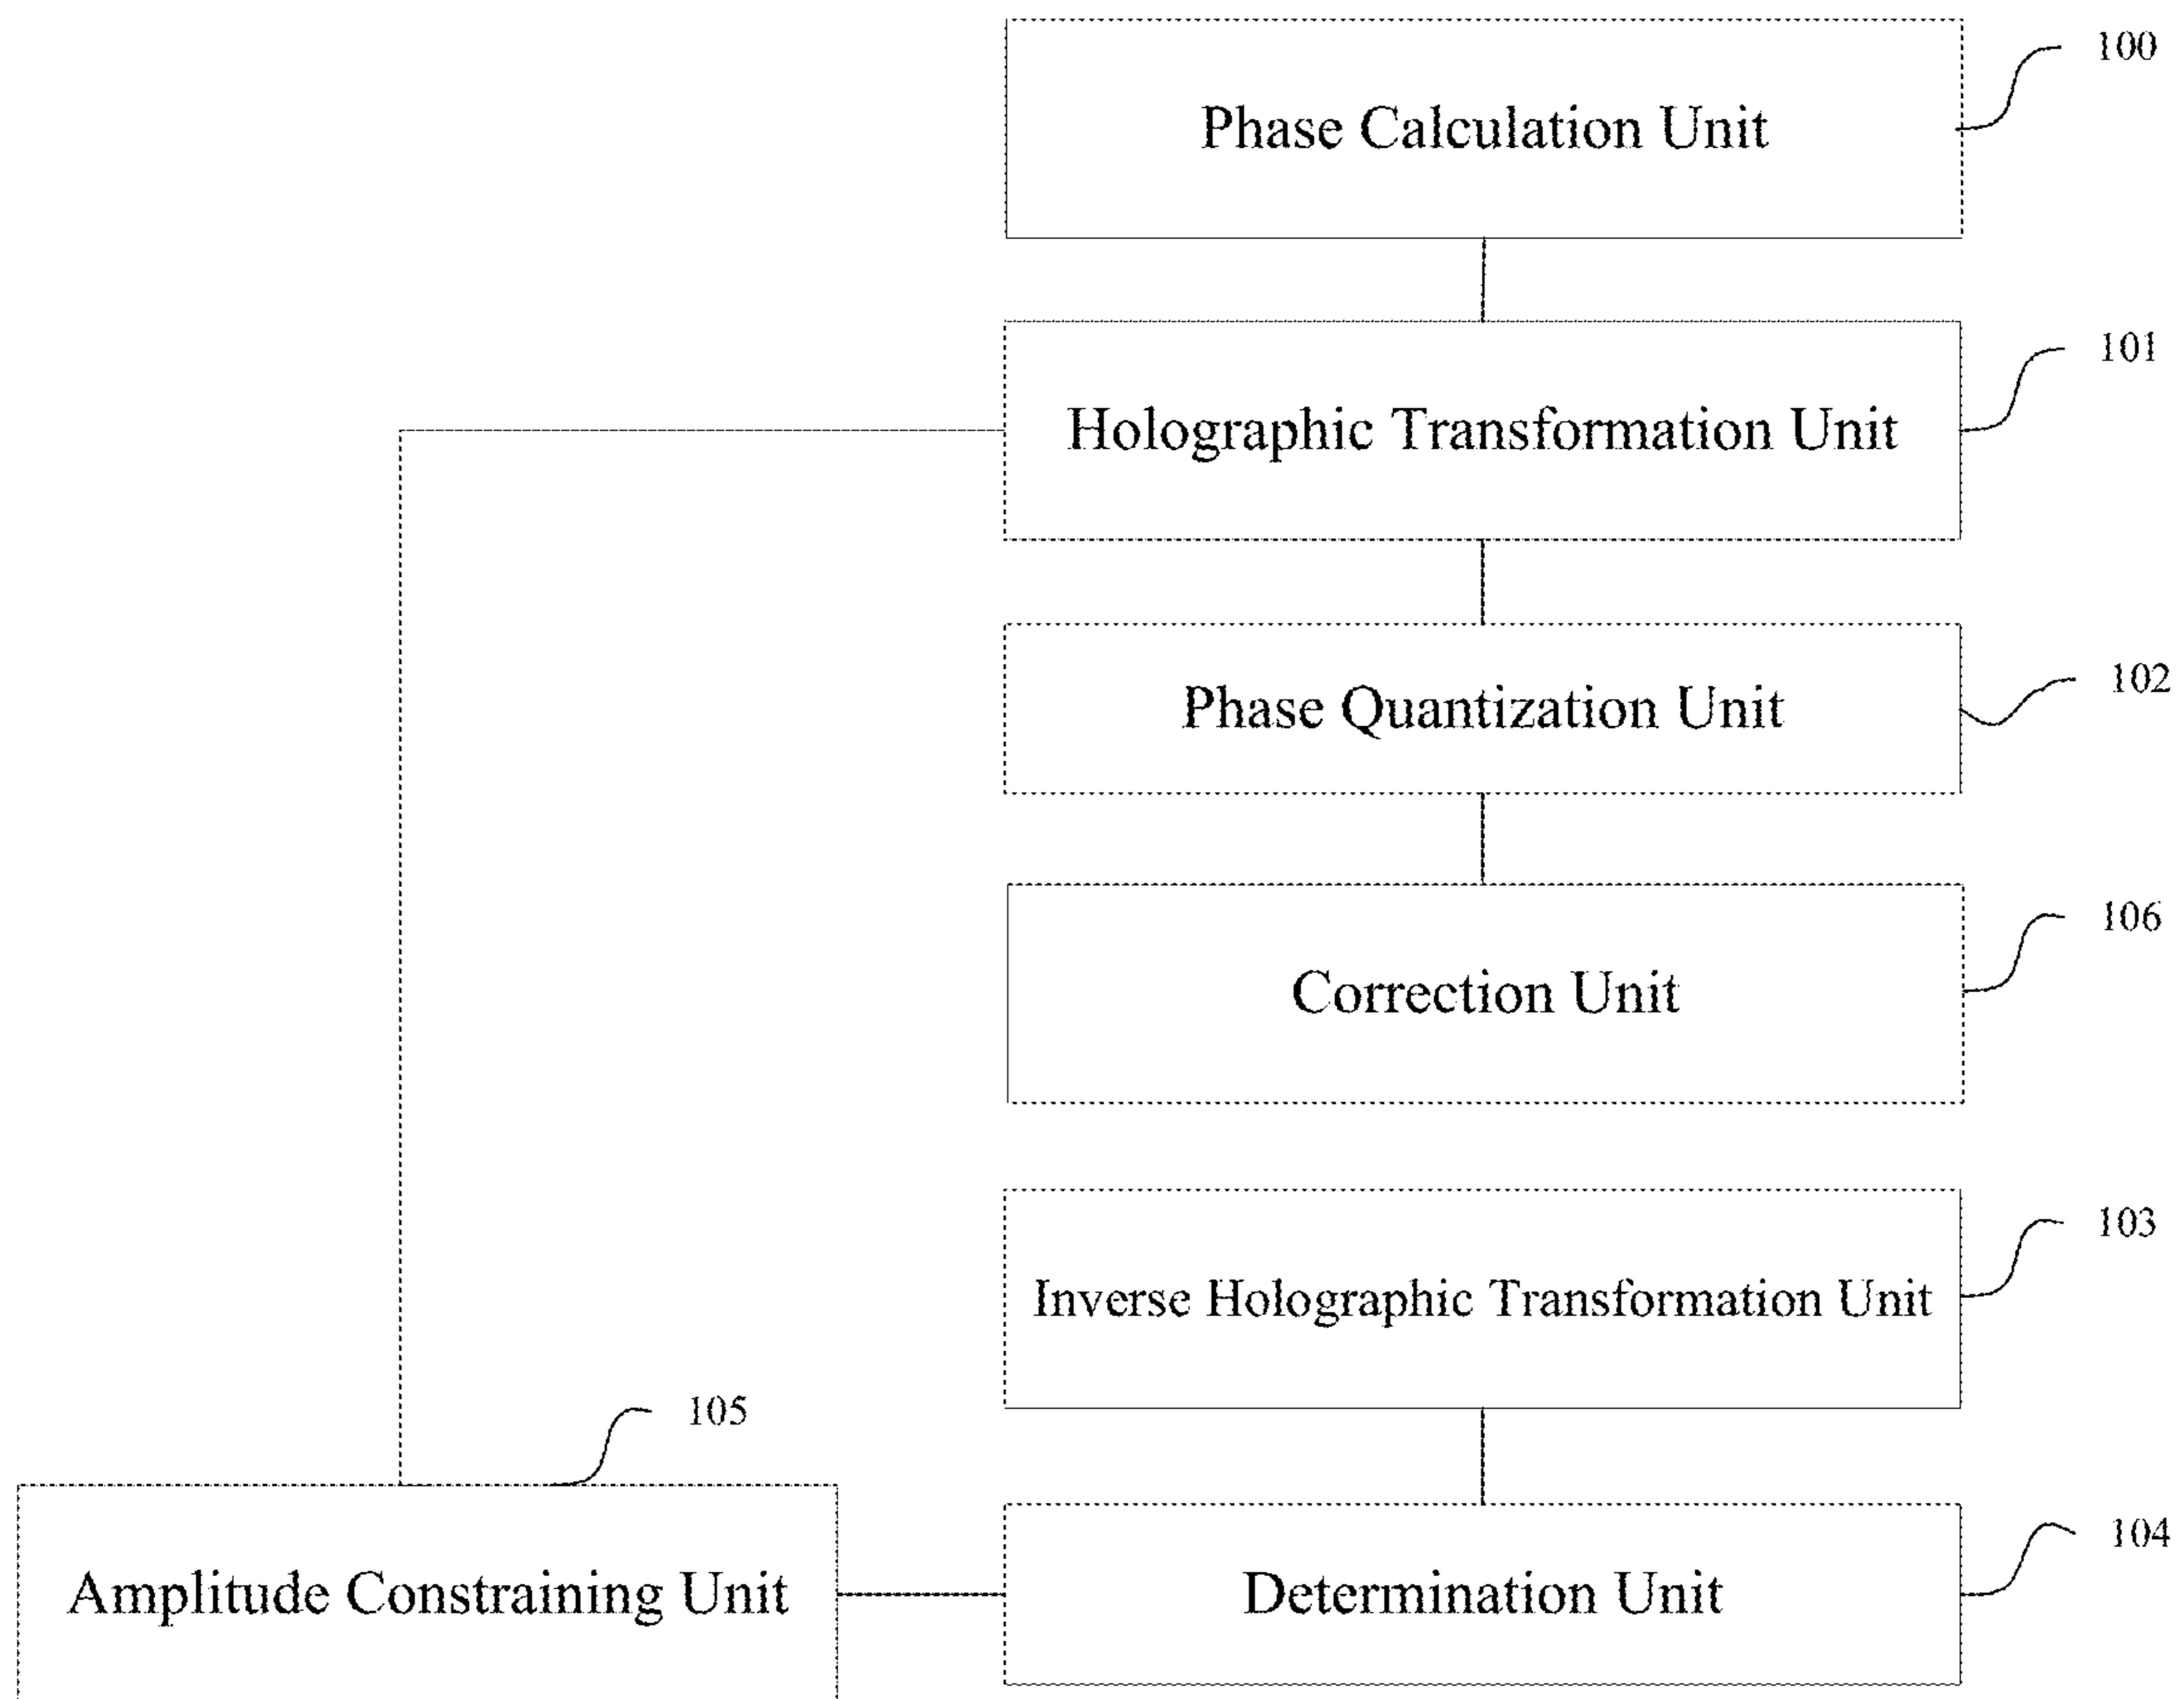 100
Phase Calculation Unit
101
Holographic Transformation Unit
102
Phase Quantization Unit
106
Correction Unit
103
Inverse Holographic Transformation Unit
105
104
Amplitude Constraining Unit
Determination Unit